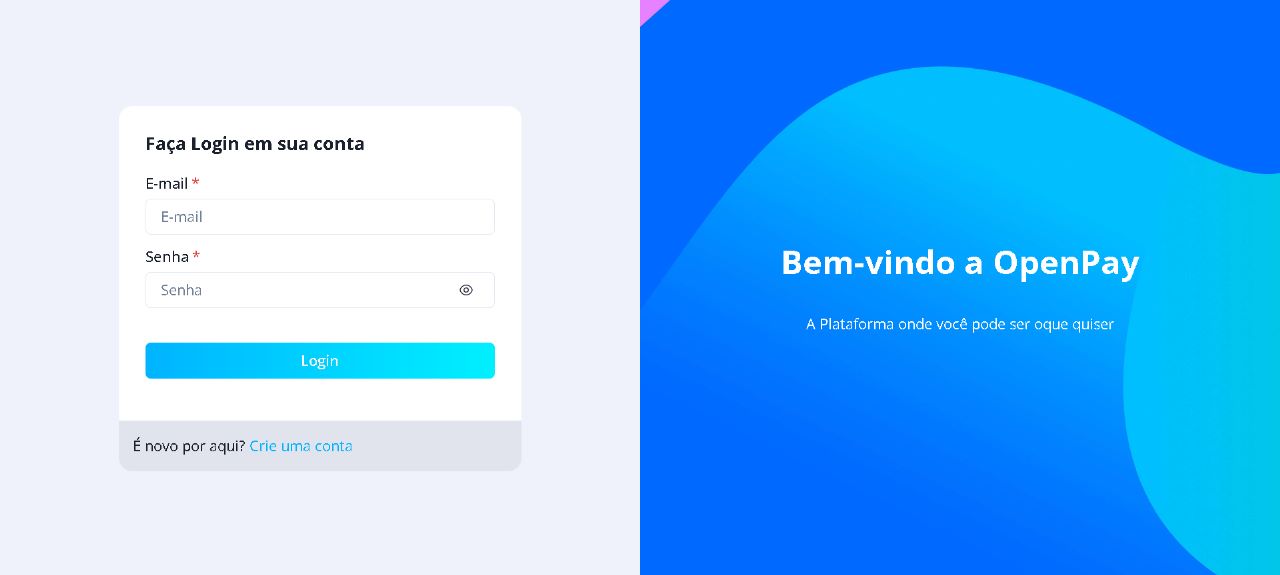 Faça Login em sua conta
E-mail *
E-mail
Senha *
Senha
Login
É novo por aqui? Crie uma conta
Bem-vindo a OpenPay
A Plataforma onde você pode ser oque quiser